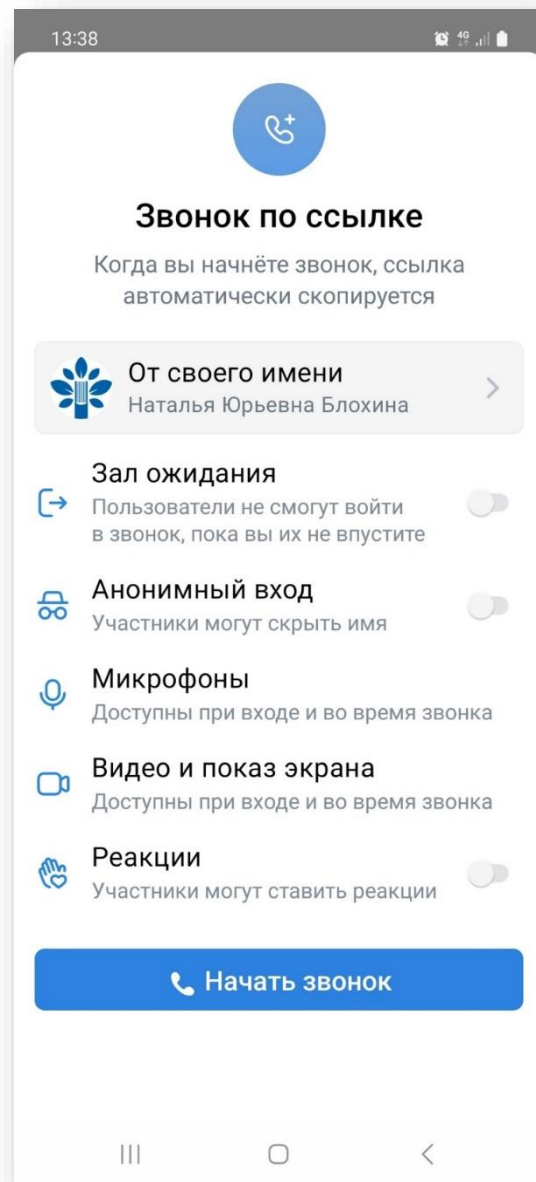 13:38
4G
Звонок по ссылке
Когда вы начнёте звонок, ссылка
автоматически скопируется
От своего имени
Наталья Юрьевна Блохина
Зал ожидания
Пользователи не смогут войти
в звонок, пока вы их не впустите
Анонимный вход
Участники могут скрыть имя
Микрофоны
Доступны при входе и во время звонка
Видео и показ экрана
Доступны при входе и во время звонка
Реакции
Участники могут ставить реакции
Начать звонок